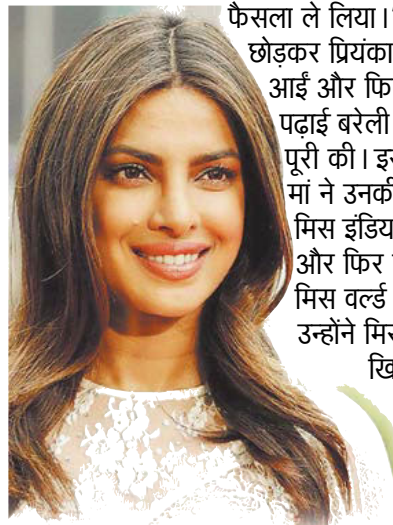 फैसला ले लिया।
छोड़कर प्रियंका
आईं और फि
पढ़ाई बरेली
पूरी की। इ
मां ने उनकी
मिस इंडिय
और फिर
मिस वर्ल्ड
उन्होंने मिस
खि